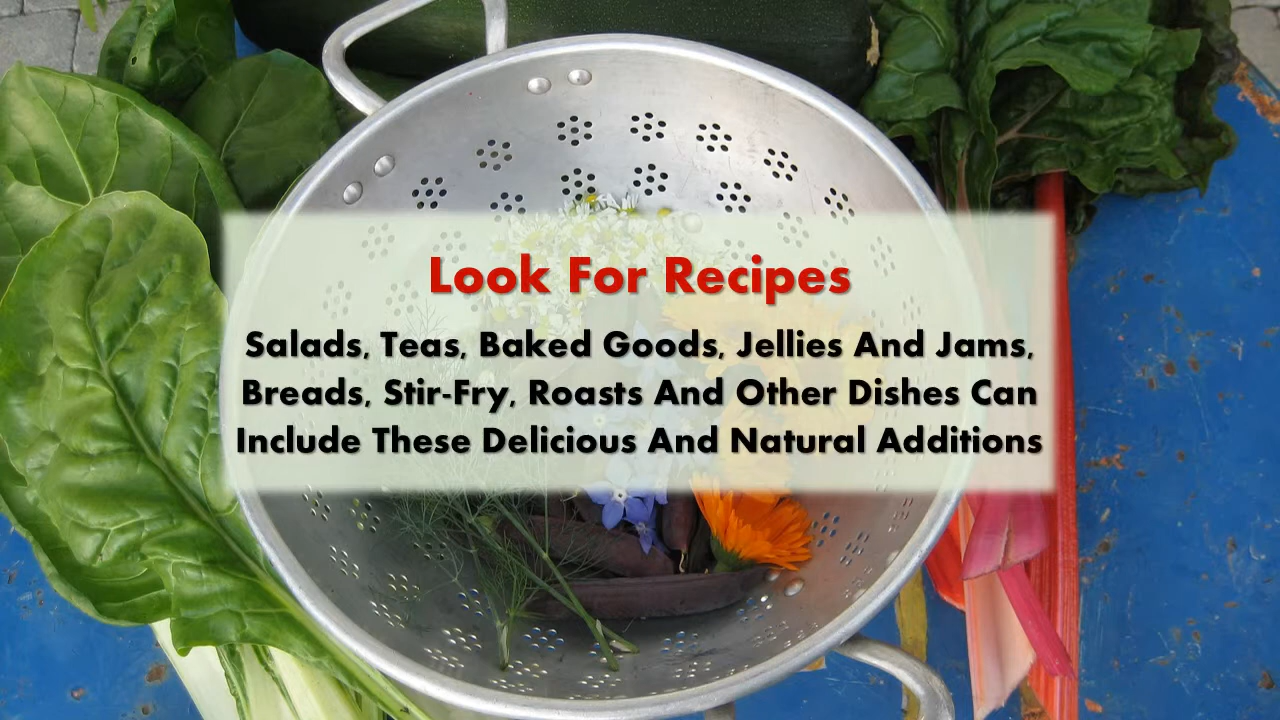 Look For Recipes
Salads, Teas, Baked Goods, Jellies And Jams,
Breads, Stir-Fry, Roasts And Other Dishes Can
Include These Delicious And Natural Additions